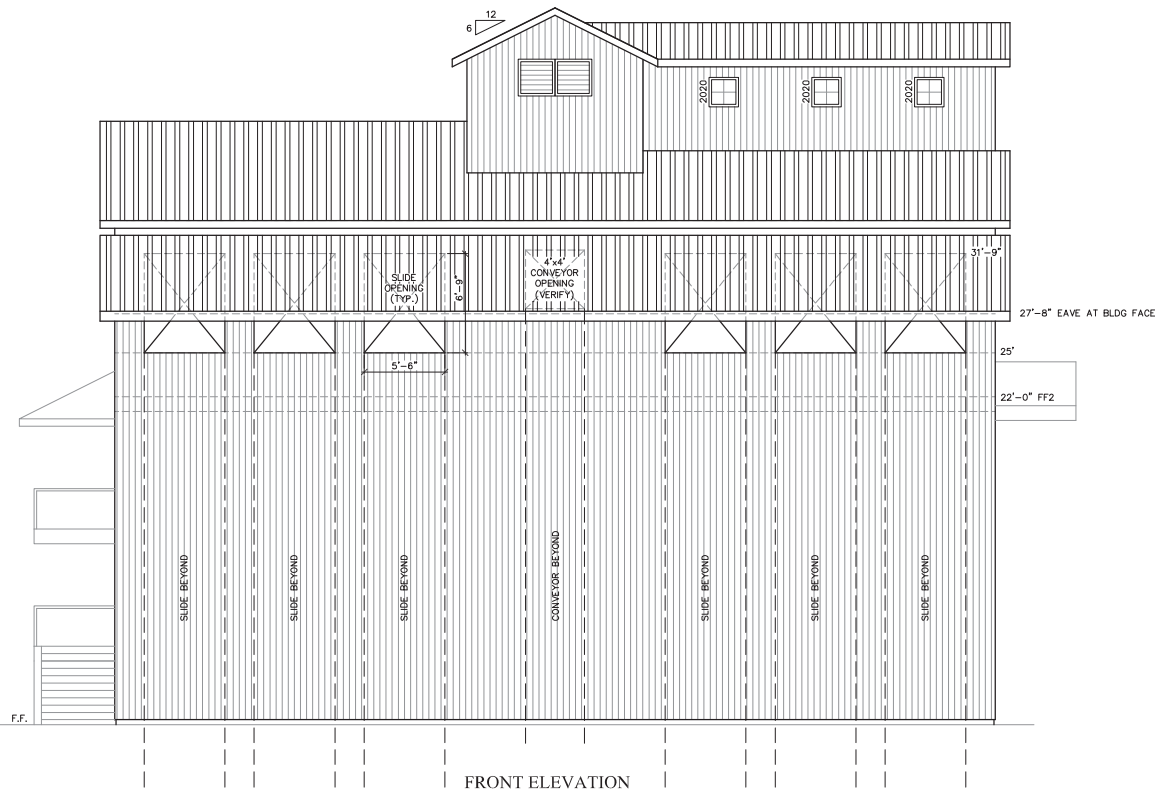 12
6
2020
2020
2020
SLIDE
OPENING
(TYP.)
6'-9"
4'x4'
CONVEYOR
OPENING
(VERIFY)
31'-9"
27'-8" EAVE AT BLDG FACE
25'
5'-6"
22'-0" FF2
SLIDE BEYOND
SLIDE BEYOND
SLIDE BEYOND
CONVEYOR BEYOND
SLIDE BEYOND
SLIDE BEYOND
SLIDE BEYOND
F.F.
FRONT ELEVATION